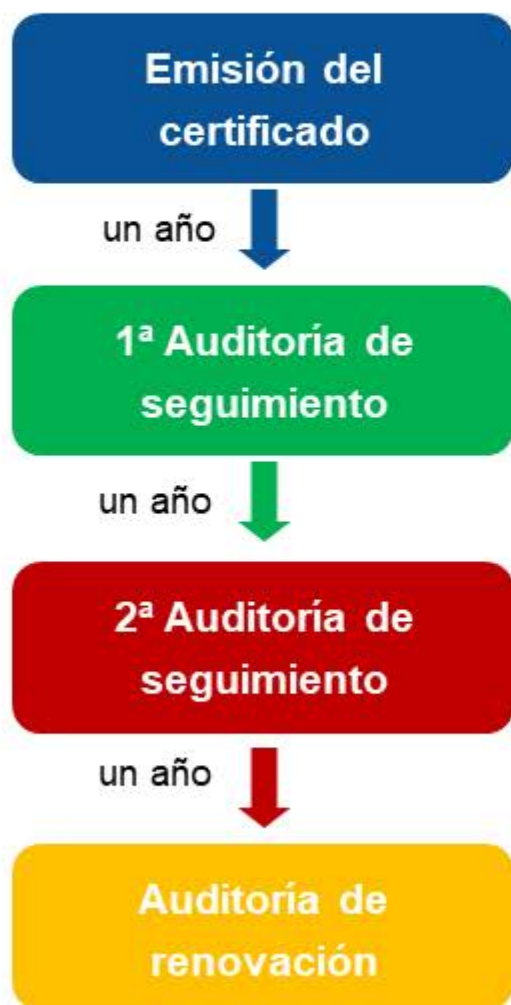 Emisión del
certificado
un año
1ª Auditoría de
seguimiento
un año
2ª Auditoría de
seguimiento
un año
Auditoría de
renovación